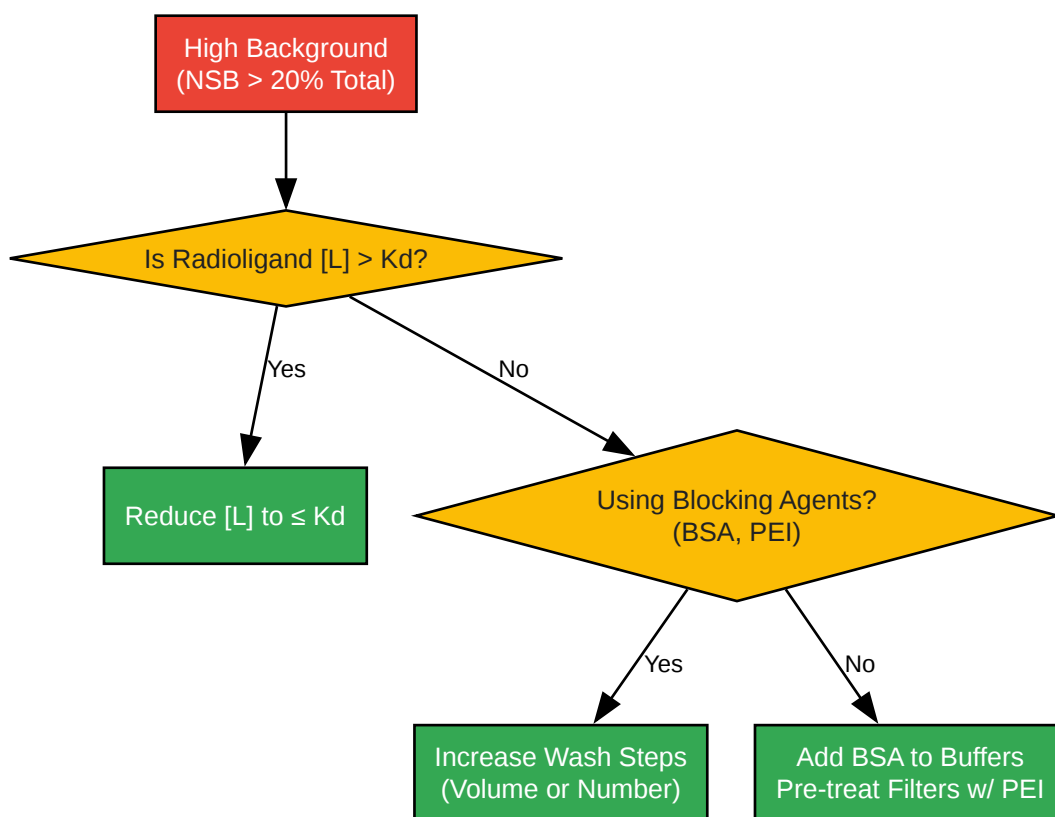 High Background
(NSB > 20% Total)
Is Radioligand [L] > Kd?
Yes
No
Reduce [L] to ≤ Kd
Using Blocking Agents?
(BSA, PEI)
Yes
No
Increase Wash Steps
(Volume or Number)
Add BSA to Buffers
Pre-treat Filters w/ PEI